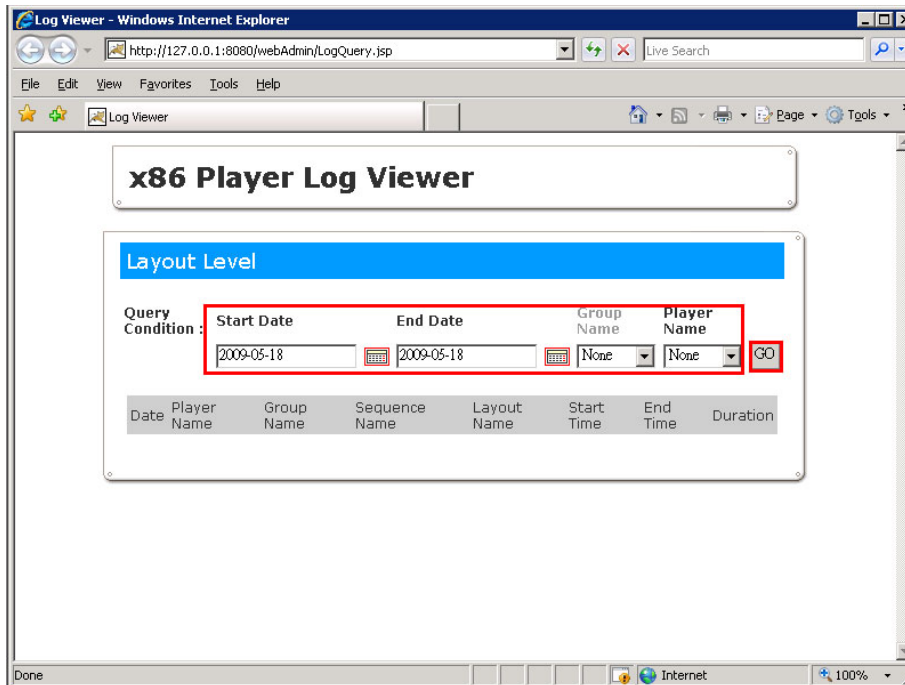 Log Viewer - Windows Internet Explorer
http://127.0.0.1:8080/webAdmin/LogQuery.jsp
Live Search
File Edit View Favorites Tools Help
Log Viewer
Page Tools
x86 Player Log Viewer
Layout Level
Query Condition :
Start Date End Date Group Name Player Name
2009-05-18 2009-05-18 None None GO
Date Player Name Group Name Sequence Name Layout Name Start Time End Time Duration
Done Internet 100%